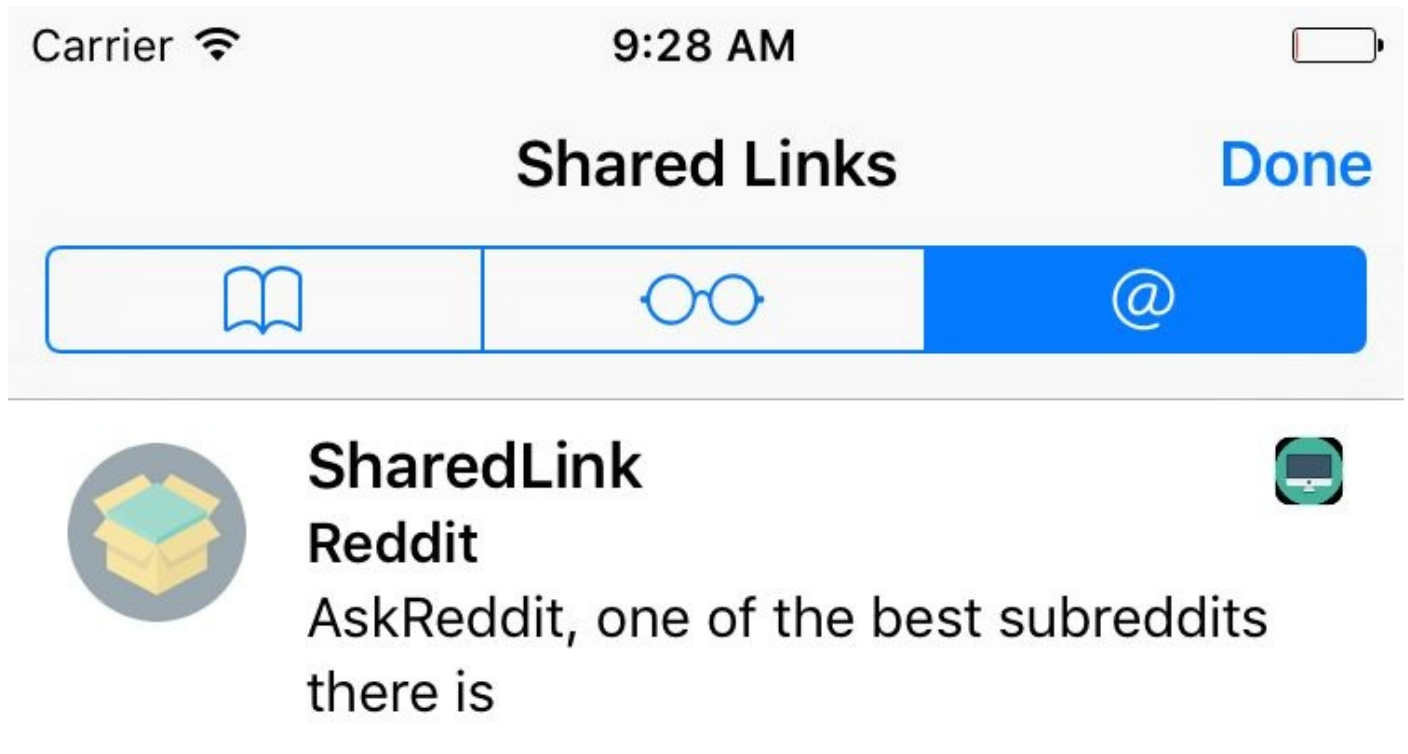 Carrier 9:28 AM
Shared Links Done
@
SharedLink
Reddit
AskReddit, one of the best subreddits
there is